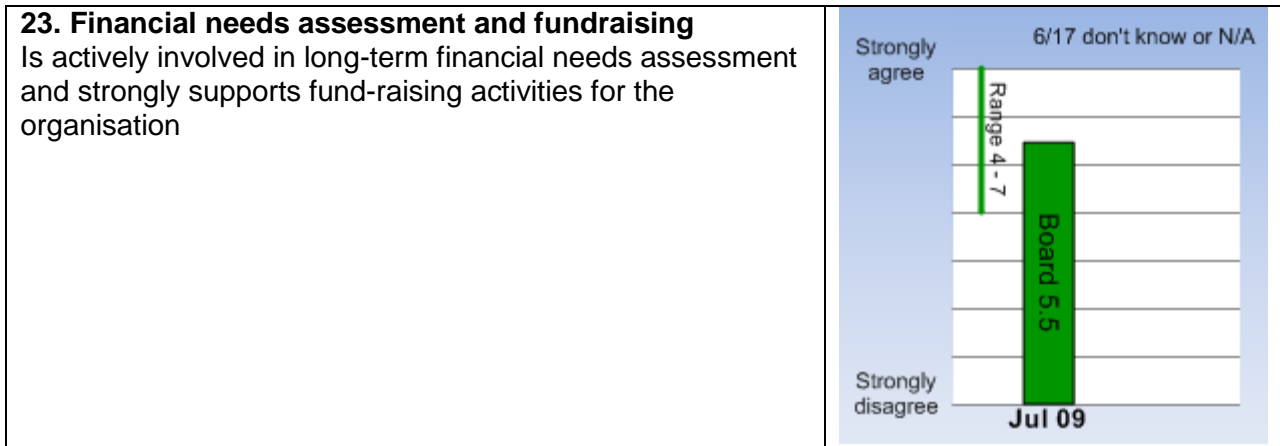 23. Financial needs assessment and fundraising
Is actively involved in long-term financial needs assessment
and strongly supports fund-raising activities for the
organisation
6/17 don't know or N/A
Strongly
agree
Range 4 - 7
Board 5.5
Strongly
disagree
Jul 09